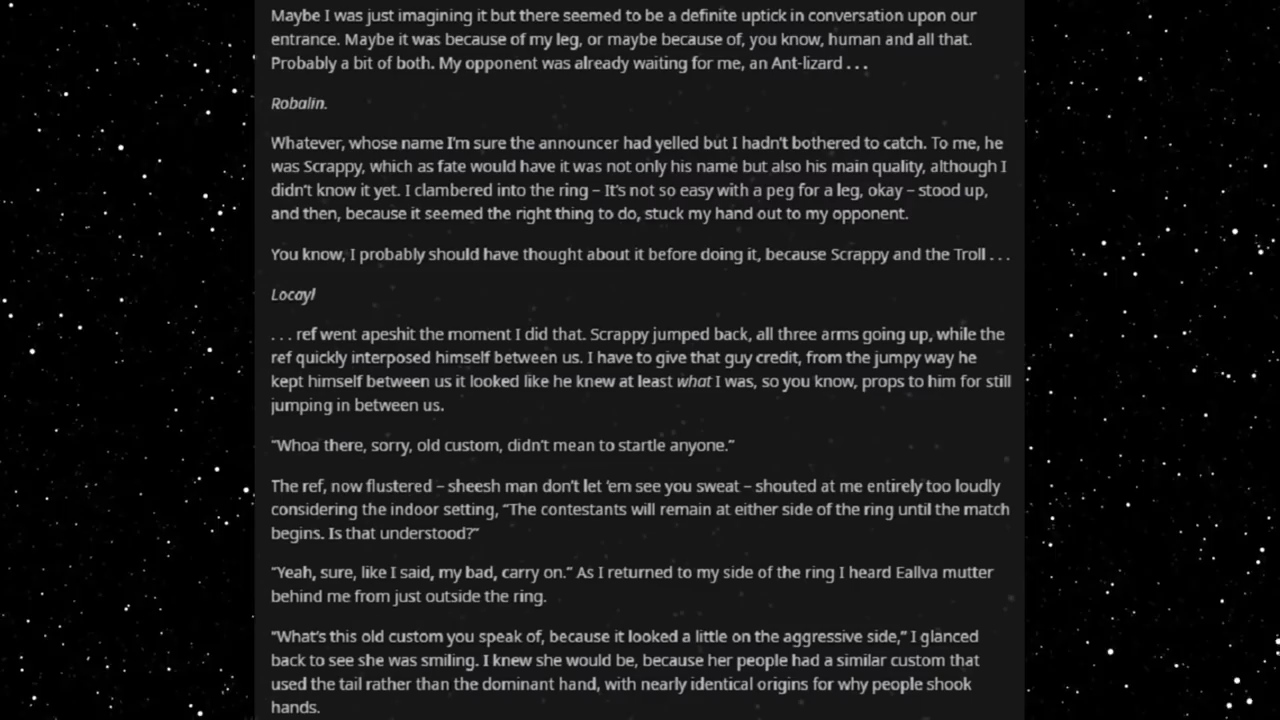 Maybe I was just imagining it but there seemed to be a definite uptick in conversation upon our
entrance. Maybe it was because of my leg, or maybe because of, you know, human and all that.
Probably a bit of both. My opponent was already waiting for me, an Ant-lizard . . .
Robalin.
Whatever, whose name I'm sure the announcer had yelled but I hadn't bothered to catch. To me, he
was Scrappy, which as fate would have it was not only his name but also his main quality, although I
didn't know it yet. I clambered into the ring – It's not so easy with a peg for a leg, okay – stood up,
and then, because it seemed the right thing to do, stuck my hand out to my opponent.
You know, I probably should have thought about it before doing it, because Scrappy and the Troll . . .
Locayl
. . . ref went apeshit the moment I did that. Scrappy jumped back, all three arms going up, while the
ref quickly interposed himself between us. I have to give that guy credit, from the jumpy way he
kept himself between us it looked like he knew at least what I was, so you know, props to him for still
jumping in between us.
“Whoa there, sorry, old custom, didn't mean to startle anyone.”
The ref, now flustered – sheesh man don't let 'em see you sweat – shouted at me entirely too loudly
considering the indoor setting, “The contestants will remain at either side of the ring until the match
begins. Is that understood?”
“Yeah, sure, like I said, my bad, carry on.” As I returned to my side of the ring I heard Eallva mutter
behind me from just outside the ring.
“What's this old custom you speak of, because it looked a little on the aggressive side,” I glanced
back to see she was smiling. I knew she would be, because her people had a similar custom that
used the tail rather than the dominant hand, with nearly identical origins for why people shook
hands.